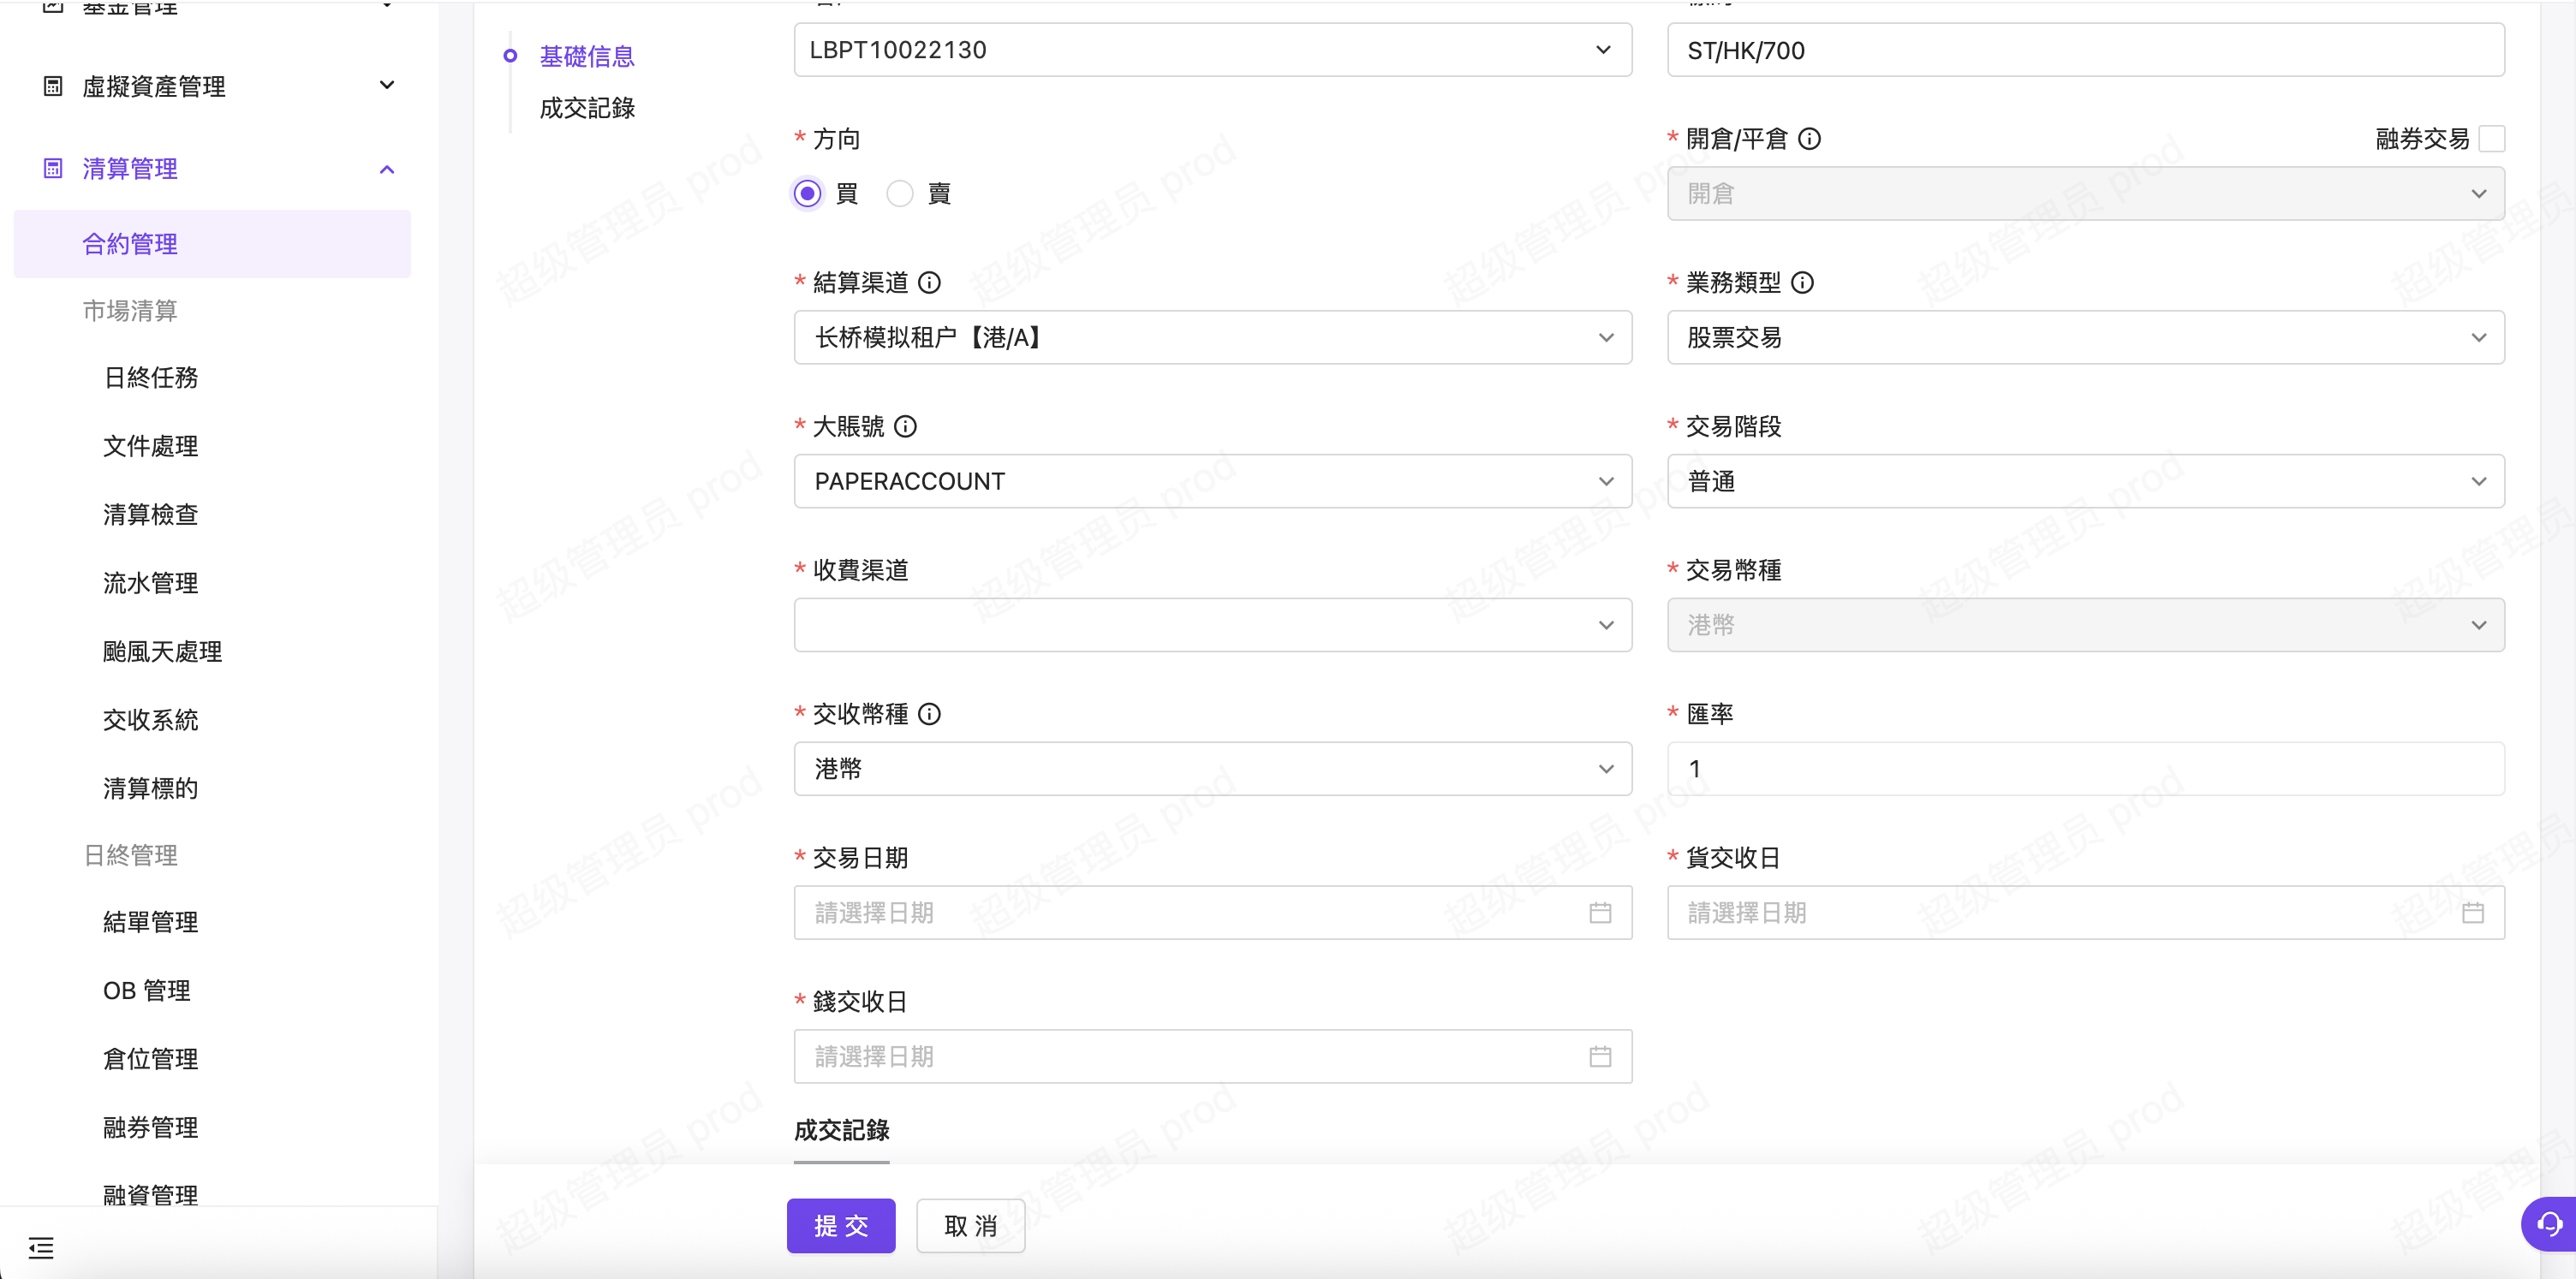 基金管理
虛擬資產管理
清算管理
合約管理
市場清算
日終任務
文件處理
清算檢查
流水管理
颱風天處理
交收系統
清算標的
日終管理
結單管理
OB 管理
倉位管理
融券管理
融資管理
基礎信息
成交記錄
LBPT10022130
ST/HK/700
* 方向
買
賣
* 開倉/平倉
融券交易
開倉
* 結算渠道
长桥模拟租户【港/A】
* 業務類型
股票交易
* 大賬號
PAPERACCOUNT
* 交易階段
普通
* 收費渠道
* 交易幣種
港幣
* 交收幣種
港幣
* 匯率
1
* 交易日期
請選擇日期
* 貨交收日
請選擇日期
* 錢交收日
請選擇日期
成交記錄
提 交
取 消
超级管理员 prod